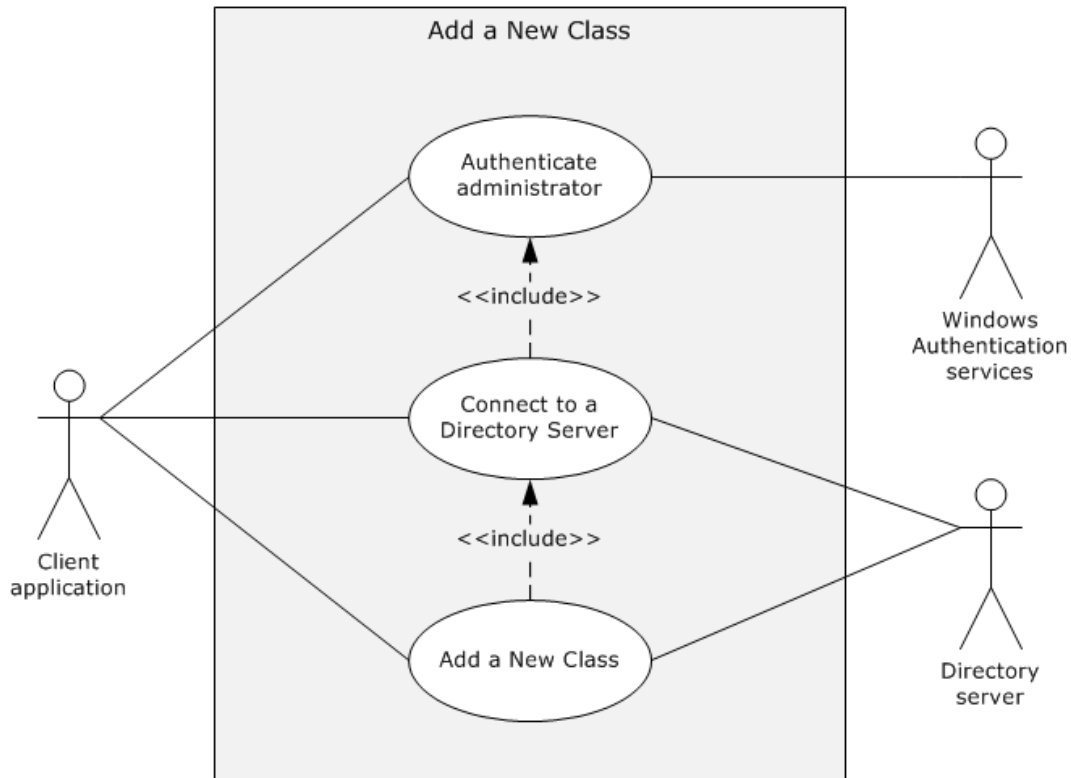 Add a New Class
Authenticate
administrator
<<include>>
Windows
Authentication
services
Connect to a
Directory Server
<<include>>
Client
application
Add a New Class
Directory
server